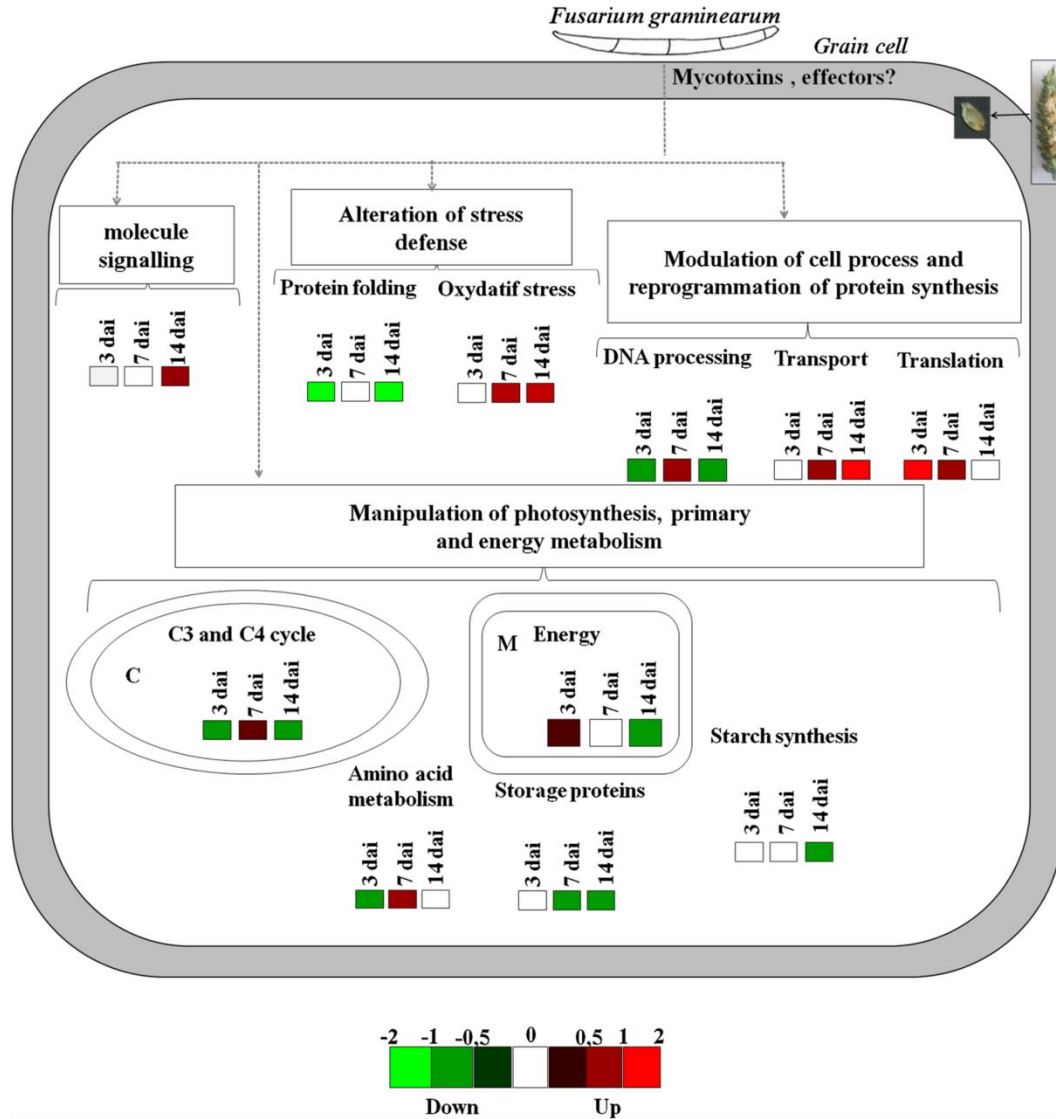 Fusarium graminearum
Grain cell
Mycotoxins , effectors?
molecule
signalling
3 dai
7 dai
14 dai
Alteration of stress
defense
Protein folding
3 dai
7 dai
14 dai
Oxydatif stress
3 dai
7 dai
14 dai
Modulation of cell process and
reprogrammation of protein synthesis
DNA processing
3 dai
7 dai
14 dai
Transport
3 dai
7 dai
14 dai
Translation
3 dai
7 dai
14 dai
Manipulation of photosynthesis, primary
and energy metabolism
C3 and C4 cycle
C
3 dai
7 dai
14 dai
Energy
M
3 dai
7 dai
14 dai
Amino acid
metabolism
3 dai
7 dai
14 dai
Storage proteins
3 dai
7 dai
14 dai
Starch synthesis
3 dai
7 dai
14 dai
-2 -1 -0,5 0 0,5 1 2
Down Up